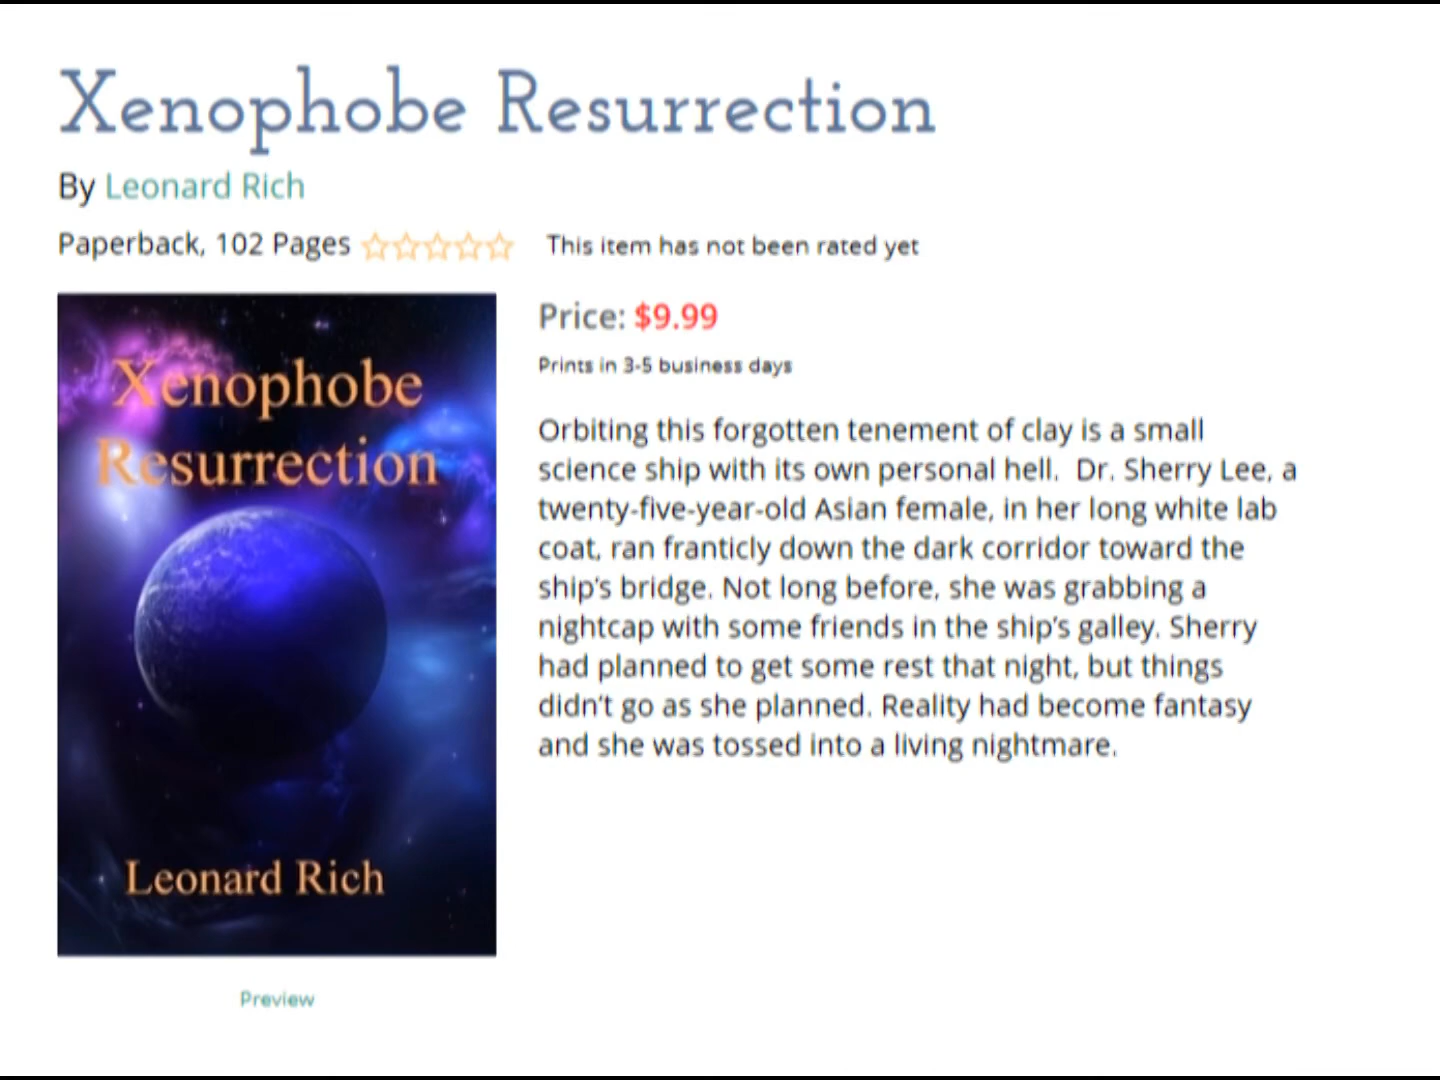 Xenophobe Resurrection
By Leonard Rich
Paperback, 102 Pages This item has not been rated yet
Xenophobe
Resurrection
Leonard Rich
Preview
Price: $9.99
Prints in 3-5 business days
Orbiting this forgotten tenement of clay is a small
science ship with its own personal hell.  Dr. Sherry Lee, a
twenty-five-year-old Asian female, in her long white lab
coat, ran franticly down the dark corridor toward the
ship's bridge. Not long before, she was grabbing a
nightcap with some friends in the ship's galley. Sherry
had planned to get some rest that night, but things
didn't go as she planned. Reality had become fantasy
and she was tossed into a living nightmare.